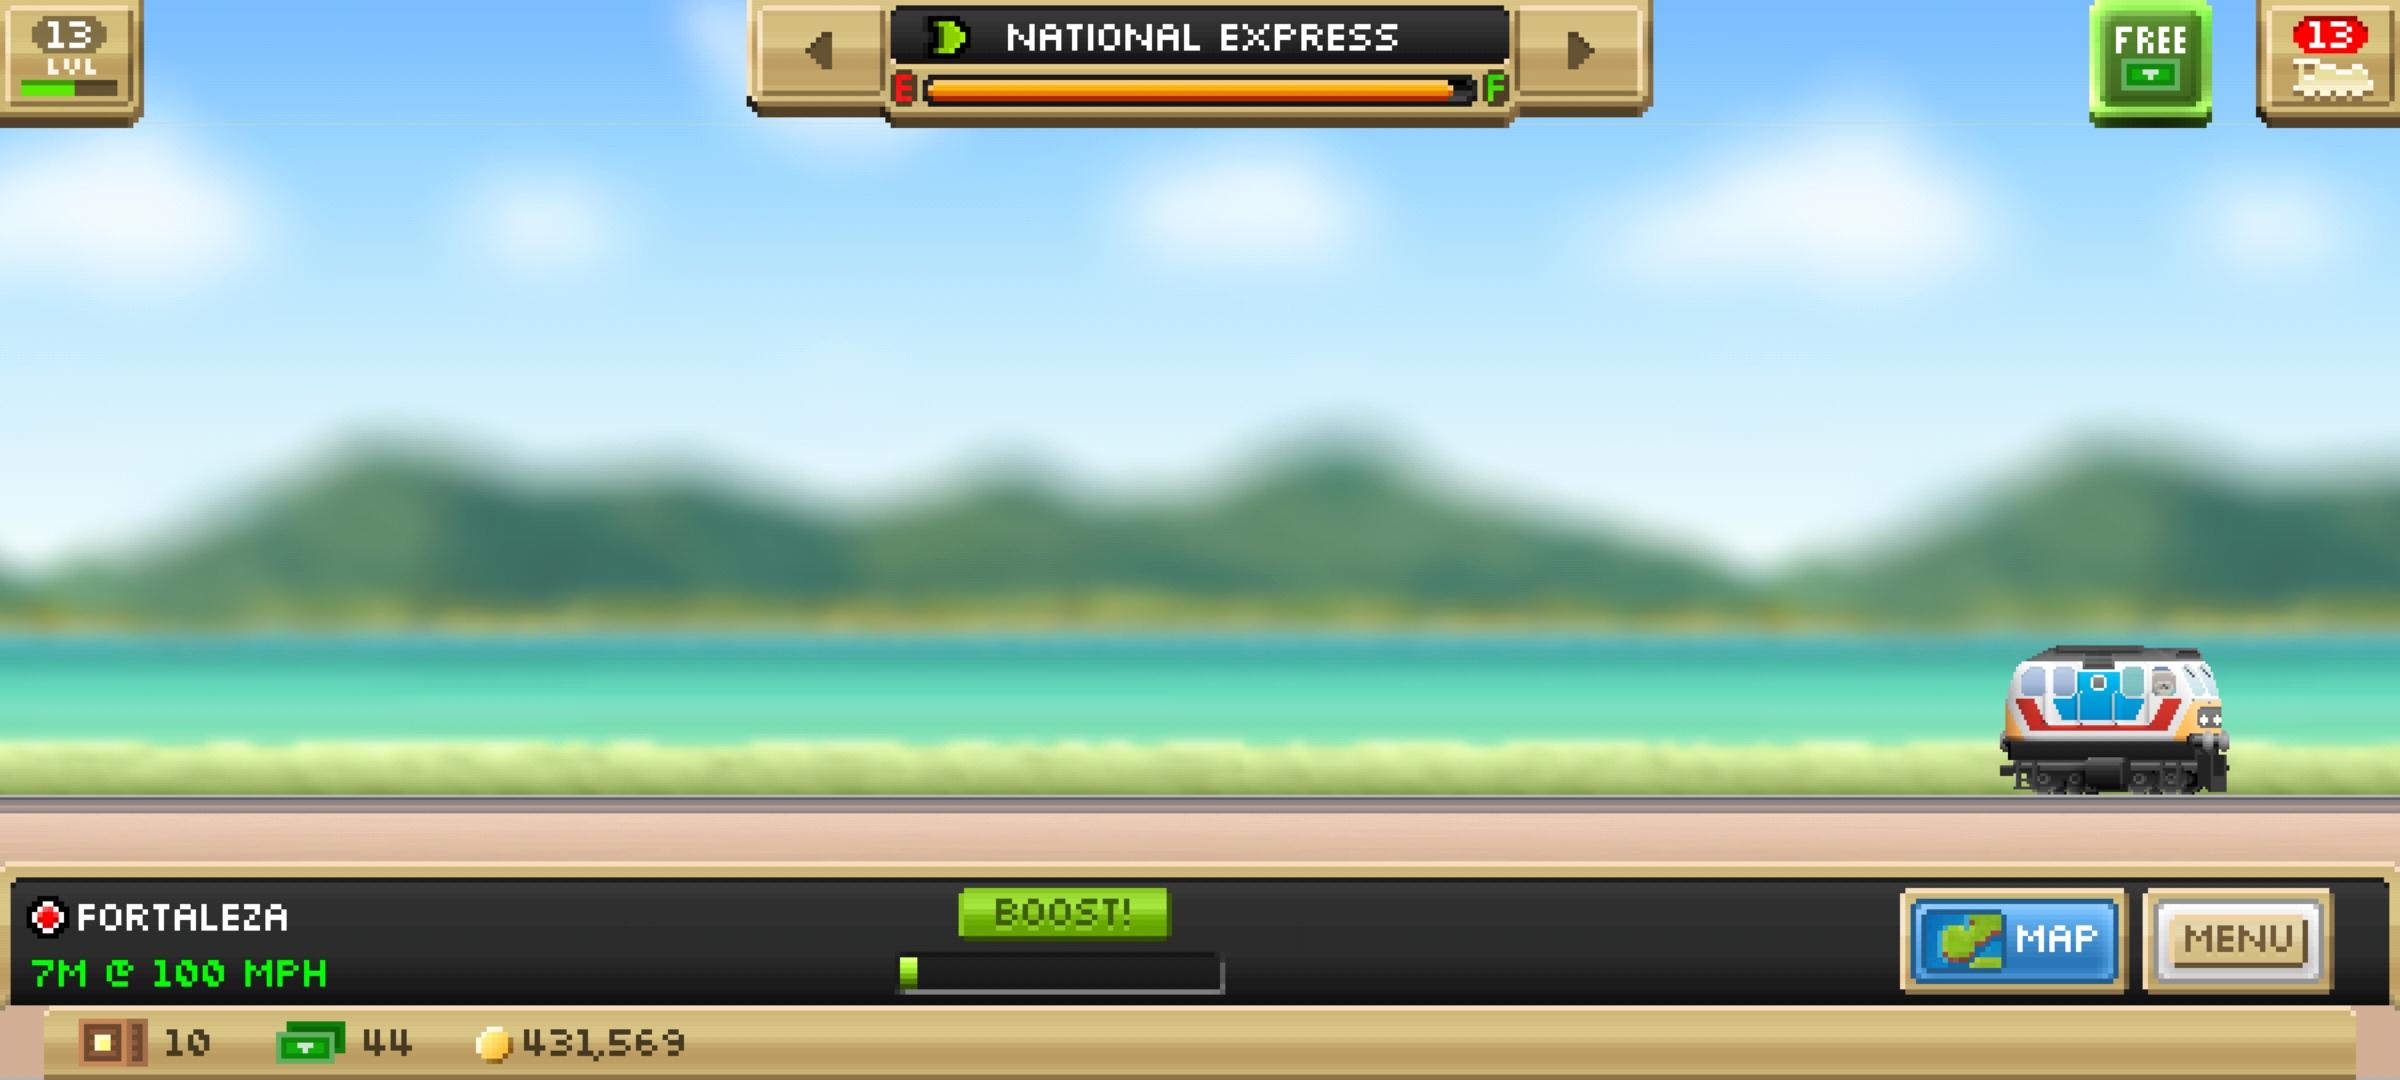 13
LVL
NATIONAL EXPRESS
E F
FREE
13
FORTALEZA
7M @ 100 MPH
BOOST!
MAP
MENU
10
44
431,569